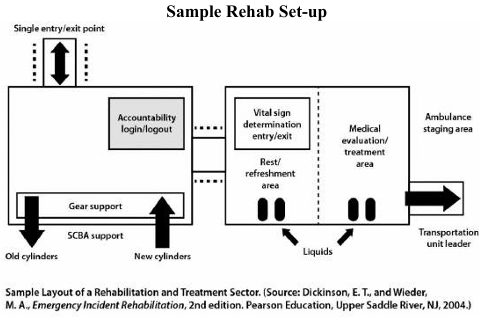 Sample Rehab Set-up
Single entry/exit point
Accountability
login/logout
Gear support
SCBA support
Old cylinders
New cylinders
Vital sign
determination
entry/exit
Rest/
refreshment
area
Medical
evaluation/
treatment
area
Liquids
Ambulance
staging area
Transportation
unit leader
Sample Layout of a Rehabilitation and Treatment Sector. (Source: Dickinson, E. T., and Wieder,
M. A., Emergency Incident Rehabilitation, 2nd edition. Pearson Education, Upper Saddle River, NJ, 2004.)